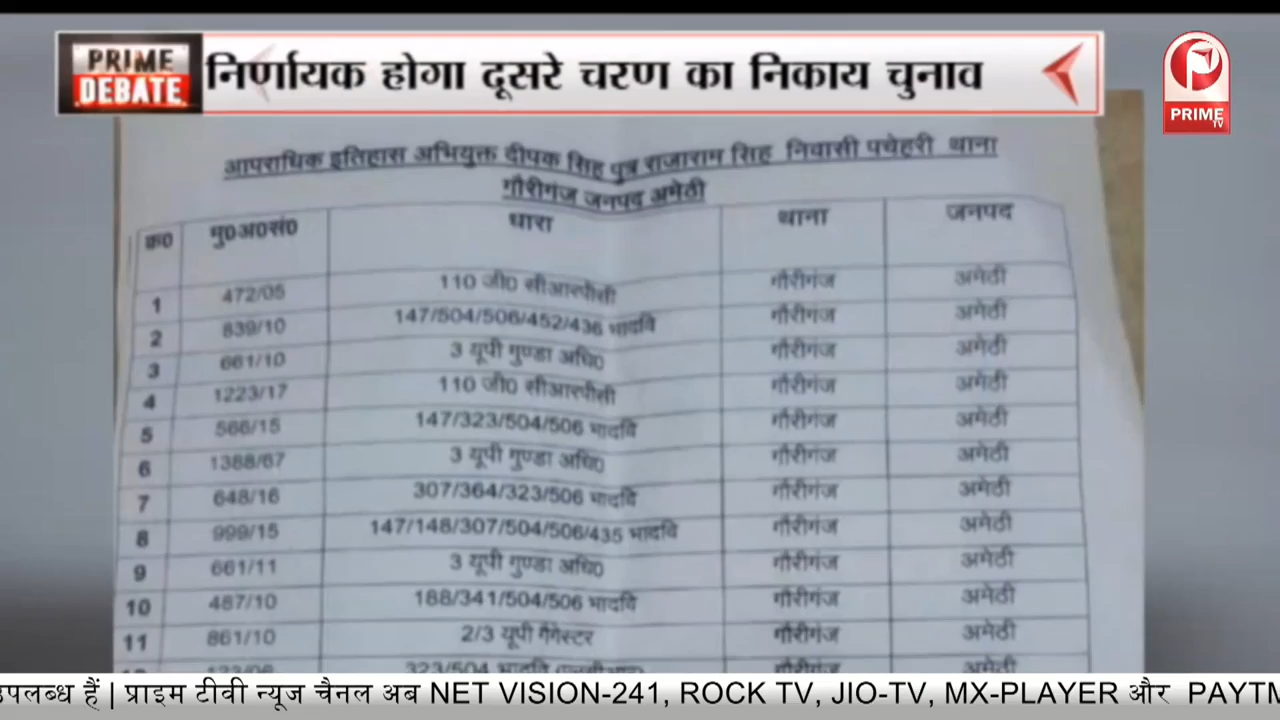 PRIME
DEBATE
निर्णायक होगा दूसरे चरण का निकाय चुनाव
PRIME
TV
आपराधिक इतिहास अभियुक्त दीपक सिंह पुत्र राजाराम सिंह निवासी पचेहरी थाना
गौरीगंज जनपद अमेठी
क0 मु0अ0सं0 धारा थाना जनपद
1 472/05 110 जी0 सीआरपीसी गौरीगंज अमेठी
2 839/10 147/504/506/452/436 भादवि गौरीगंज अमेठी
3 661/10 3 यूपी गुण्डा अधि0 गौरीगंज अमेठी
4 1223/17 110 जी0 सीआरपीसी गौरीगंज अमेठी
5 566/15 147/323/504/506 भादवि गौरीगंज अमेठी
6 1388/67 3 यूपी गुण्डा अधि0 गौरीगंज अमेठी
7 648/16 307/364/323/506 भादवि गौरीगंज अमेठी
8 999/15 147/148/307/504/506/435 भादवि गौरीगंज अमेठी
9 661/11 3 यूपी गुण्डा अधि0 गौरीगंज अमेठी
10 487/10 188/341/504/506 भादवि गौरीगंज अमेठी
11 861/10 2/3 यूपी गैंगेस्टर गौरीगंज अमेठी
323/504 भादवि गौरीगंज अमेठी
उपलब्ध हैं | प्राइम टीवी न्यूज चैनल अब NET VISION-241, ROCK TV, JIO-TV, MX-PLAYER और PAYTM